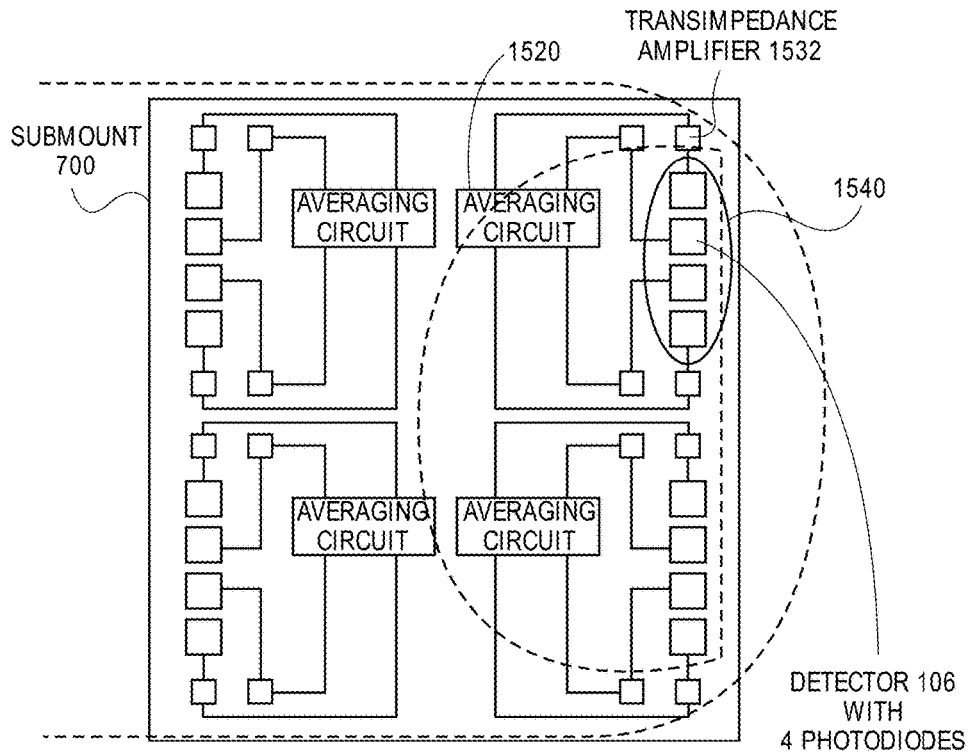 TRANSIMPEDANCE
AMPLIFIER 1532
1520
SUBMOUNT
700
1540
AVERAGING
CIRCUIT
AVERAGING
CIRCUIT
AVERAGING
CIRCUIT
AVERAGING
CIRCUIT
DETECTOR 106
WITH
4 PHOTODIODES